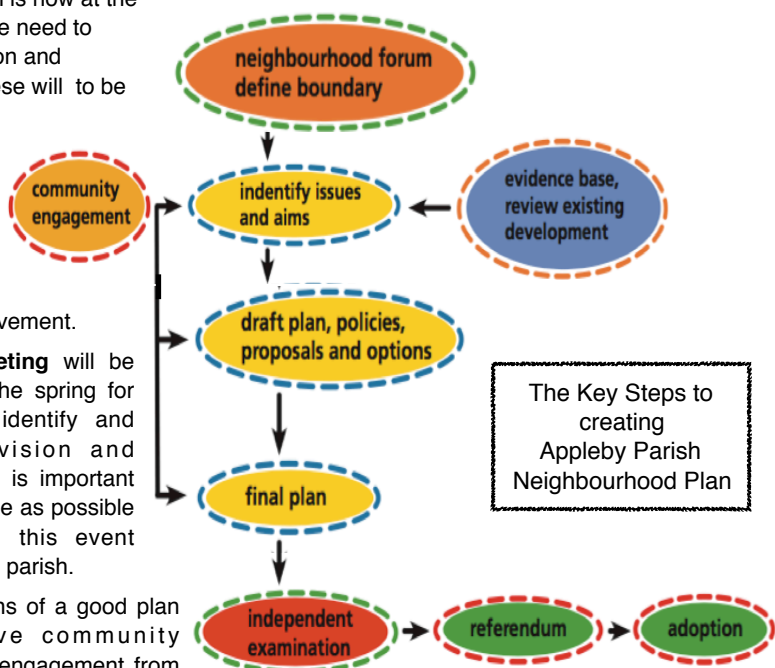 is now at the
e need to
on and
ese will to be
vement.
eting will be
he spring for
identify and
vision and
is important
e as possible
this event
parish.
ns of a good plan
ve community
engagement from
neighbourhood forum
define boundary
community
engagement
indentify issues
and aims
evidence base,
review existing
development
draft plan, policies,
proposals and options
The Key Steps to
creating
Appleby Parish
Neighbourhood Plan
final plan
independent
examination
referendum
adoption